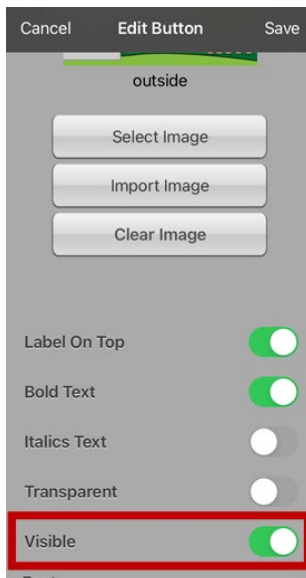 Cancel Edit Button Save
outside
Select Image
Import Image
Clear Image
Label On Top
Bold Text
Italics Text
Transparent
Visible